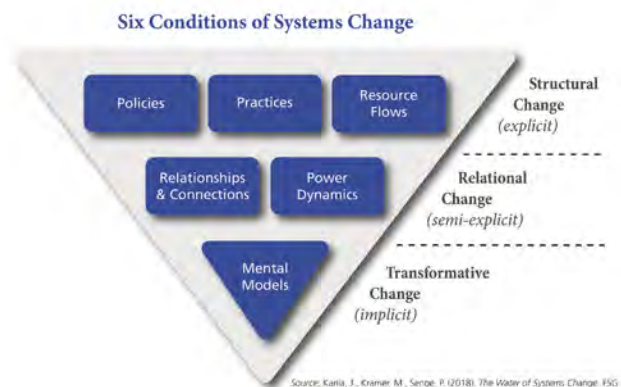 Six Conditions of Systems Change
Policies
Practices
Resource
Flows
Structural
Change
(explicit)
Relationships
& Connections
Power
Dynamics
Relational
Change
(semi-explicit)
Mental
Models
Transformative
Change
(implicit)
Source: Kania, J., Kramer, M., Senge, P. (2018). The Water of Systems Change. FSG